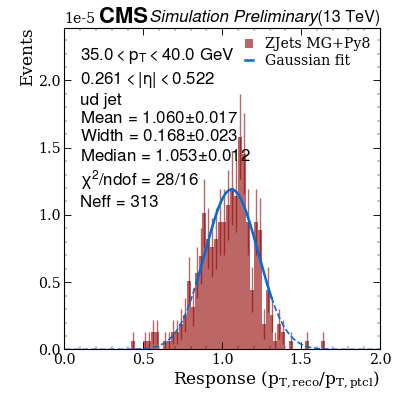 1e-5 CMS Simulation Preliminary (13 TeV)
Events
35.0 < p_T < 40.0 GeV
0.261 < |η| < 0.522
ud jet
Mean = 1.060±0.017
Width = 0.168±0.023
Median = 1.053±0.012
χ²/ndof = 28/16
Neff = 313
ZJets MG+Py8
Gaussian fit
2.0
1.5
1.0
0.5
0.0
0.0 0.5 1.0 1.5 2.0
Response (p_T,reco/p_T,ptcl)